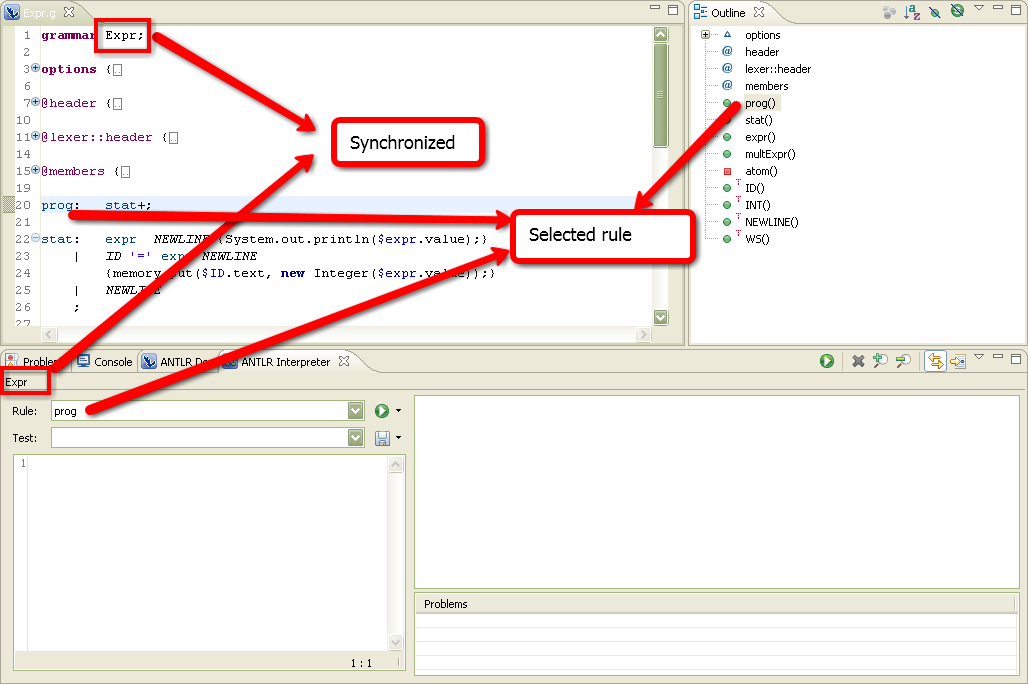 Expr.g
1 grammar Expr;
2
3 options {
6
7 @header {
10
11 @lexer::header {
14
15 @members {
19
20 prog: stat+;
21
22 stat: expr NEWLINE {System.out.println($expr.value);}
23 | ID '=' expr NEWLINE
24 {memory.put($ID.text, new Integer($expr.value));}
25 | NEWLINE
26 ;
27
Synchronized
Selected rule
Outline
options
header
lexer::header
members
prog()
stat()
expr()
multExpr()
atom()
ID()
INT()
NEWLINE()
WS()
Console
ANTLR
ANTLR Interpreter
Expr
Rule: prog
Test:
1
1 : 1
Problems